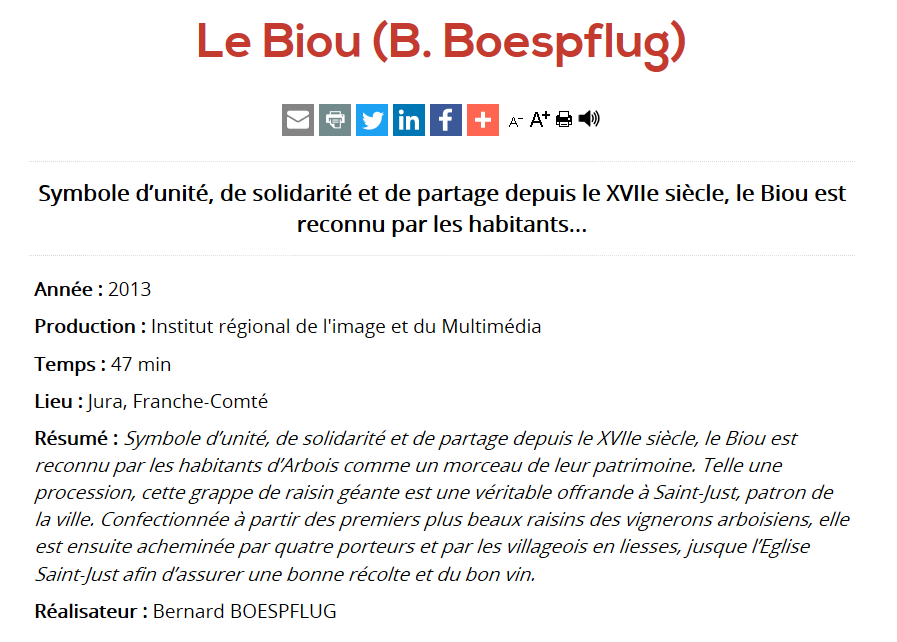 Le Biou (B. Boespflug)
A- A+
Symbole d’unité, de solidarité et de partage depuis le XVIIe siècle, le Biou est
reconnu par les habitants...
Année : 2013
Production : Institut régional de l'image et du Multimédia
Temps : 47 min
Lieu : Jura, Franche-Comté
Résumé : Symbole d’unité, de solidarité et de partage depuis le XVIIe siècle, le Biou est
reconnu par les habitants d’Arbois comme un morceau de leur patrimoine. Telle une
procession, cette grappe de raisin géante est une véritable offrande à Saint-Just, patron de
la ville. Confectionnée à partir des premiers plus beaux raisins des vignerons arboisiens, elle
est ensuite acheminée par quatre porteurs et par les villageois en liesses, jusque l’Eglise
Saint-Just afin d’assurer une bonne récolte et du bon vin.
Réalisateur : Bernard BOESPFLUG